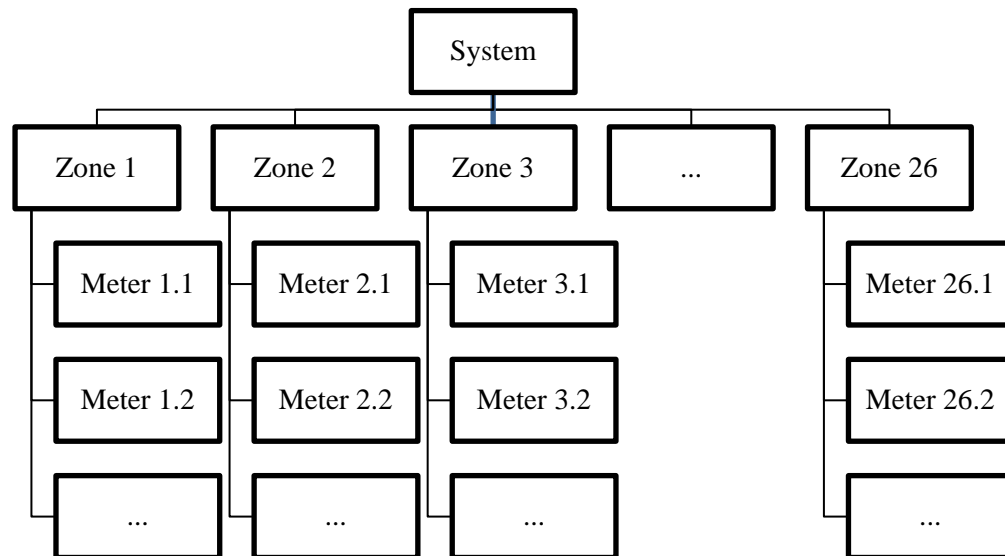 System
Zone 1
Zone 2
Zone 3
...
Zone 26
Meter 1.1
Meter 2.1
Meter 3.1
Meter 26.1
Meter 1.2
Meter 2.2
Meter 3.2
Meter 26.2
...
...
...
...